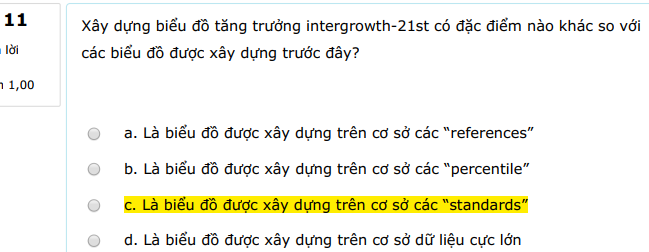 11
Xây dựng biểu đồ tăng trưởng intergrowth-21st có đặc điểm nào khác so với
lời
các biểu đồ được xây dựng trước đây?
1,00
a. Là biểu đồ được xây dựng trên cơ sở các “references”
b. Là biểu đồ được xây dựng trên cơ sở các “percentile”
c. Là biểu đồ được xây dựng trên cơ sở các “standards”
d. Là biểu đồ được xây dựng trên cơ sở dữ liệu cực lớn